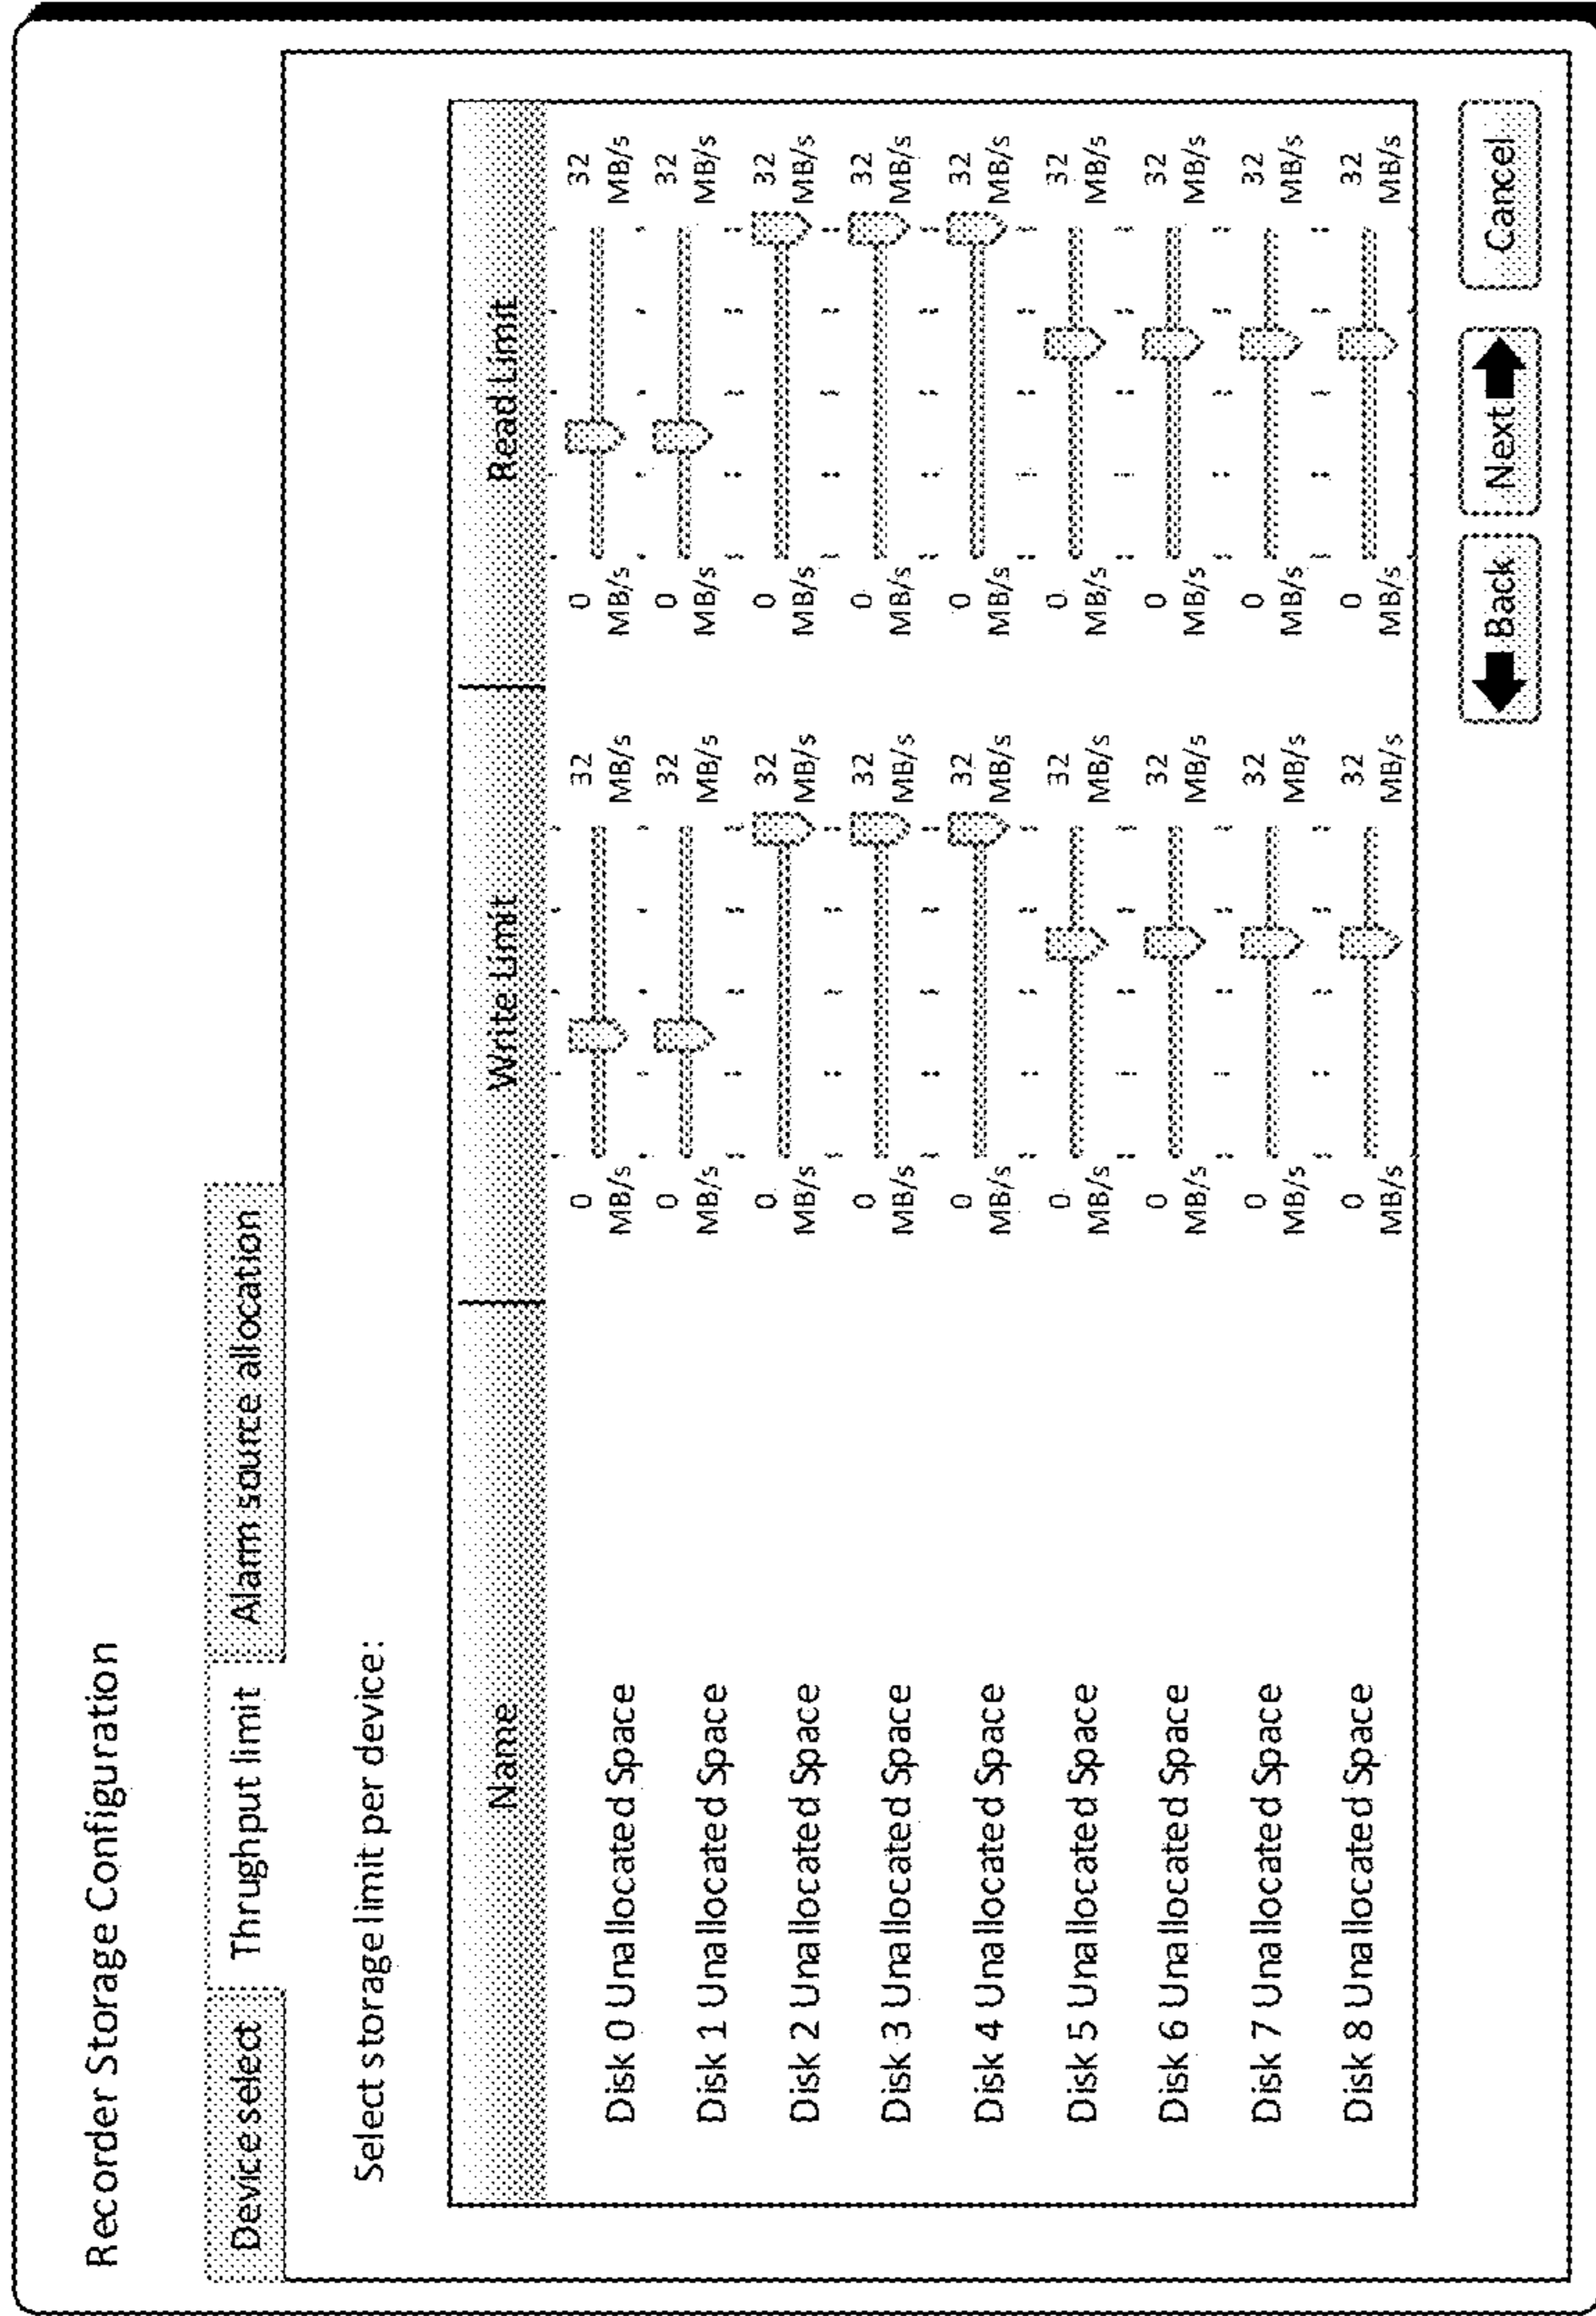 Recorder Storage Configuration
Device select Thrughput limit Alarm source allocation
Select storage limit per device:
Name Write Limit Read Limit
Disk 0 Unallocated Space 0 MB/s 32 MB/s 0 MB/s 32 MB/s
Disk 1 Unallocated Space 0 MB/s 32 MB/s 0 MB/s 32 MB/s
Disk 2 Unallocated Space 0 MB/s 32 MB/s 0 MB/s 32 MB/s
Disk 3 Unallocated Space 0 MB/s 32 MB/s 0 MB/s 32 MB/s
Disk 4 Unallocated Space 0 MB/s 32 MB/s 0 MB/s 32 MB/s
Disk 5 Unallocated Space 0 MB/s 32 MB/s 0 MB/s 32 MB/s
Disk 6 Unallocated Space 0 MB/s 32 MB/s 0 MB/s 32 MB/s
Disk 7 Unallocated Space 0 MB/s 32 MB/s 0 MB/s 32 MB/s
Disk 8 Unallocated Space 0 MB/s 32 MB/s 0 MB/s 32 MB/s
Back Next Cancel